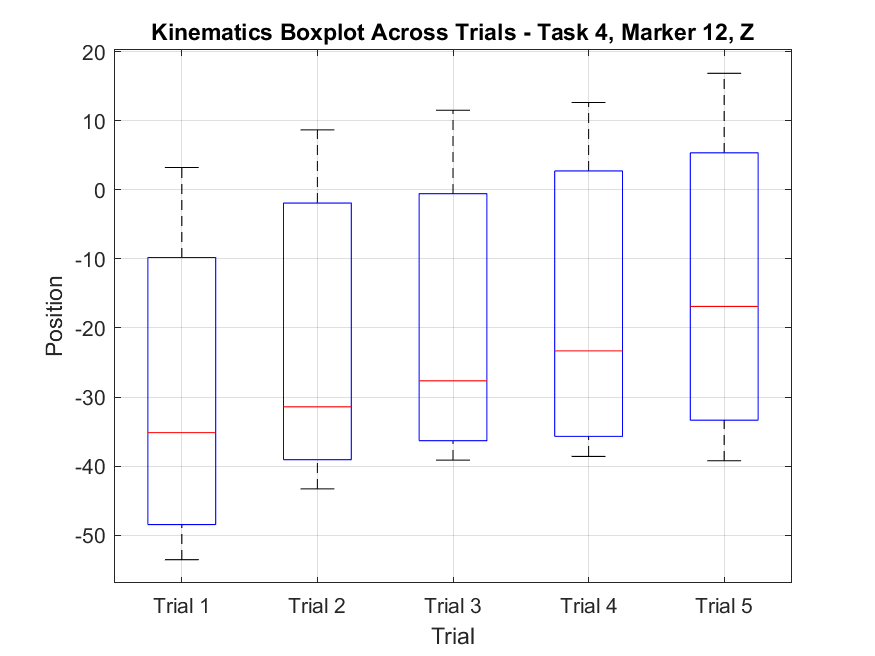 Kinematics Boxplot Across Trials - Task 4, Marker 12, Z
20
10
0
-10
-20
-30
-40
-50
Position
Trial 1 Trial 2 Trial 3 Trial 4 Trial 5
Trial